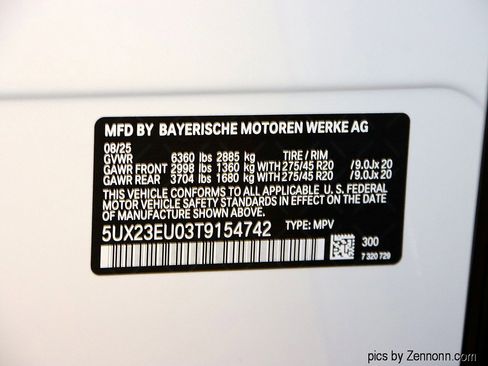 MFD BY BAYERISCHE MOTOREN WERKE AG
08/25
GVWR 6360 lbs 2885 kg TIRE / RIM
GAWR FRONT 2998 lbs 1360 kg WITH 275/45 R20 /9.0Jx 20
GAWR REAR 3704 lbs 1680 kg WITH 275/45 R20 /9.0Jx 20
THIS VEHICLE CONFORMS TO ALL APPLICABLE U. S. FEDERAL
MOTOR VEHICLE SAFETY STANDARDS IN EFFECT ON THE DATE
OF MANUFACTURE SHOWN ABOVE.
5UX23EU03T9154742 TYPE: MPV
300
7 320 729
pics by Zennonn.com